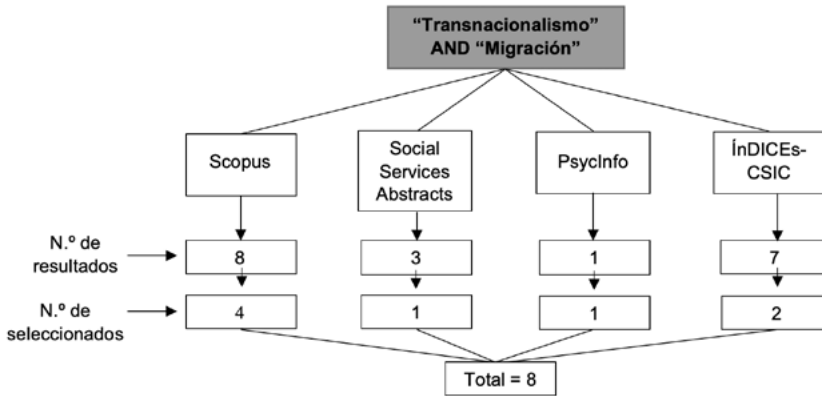 “Transnacionalismo”
AND “Migración”
Scopus
Social
Services
Abstracts
PsycInfo
ÍnDICEs-
CSIC
N.º de
resultados
8
3
1
7
N.º de
seleccionados
4
1
1
2
Total = 8